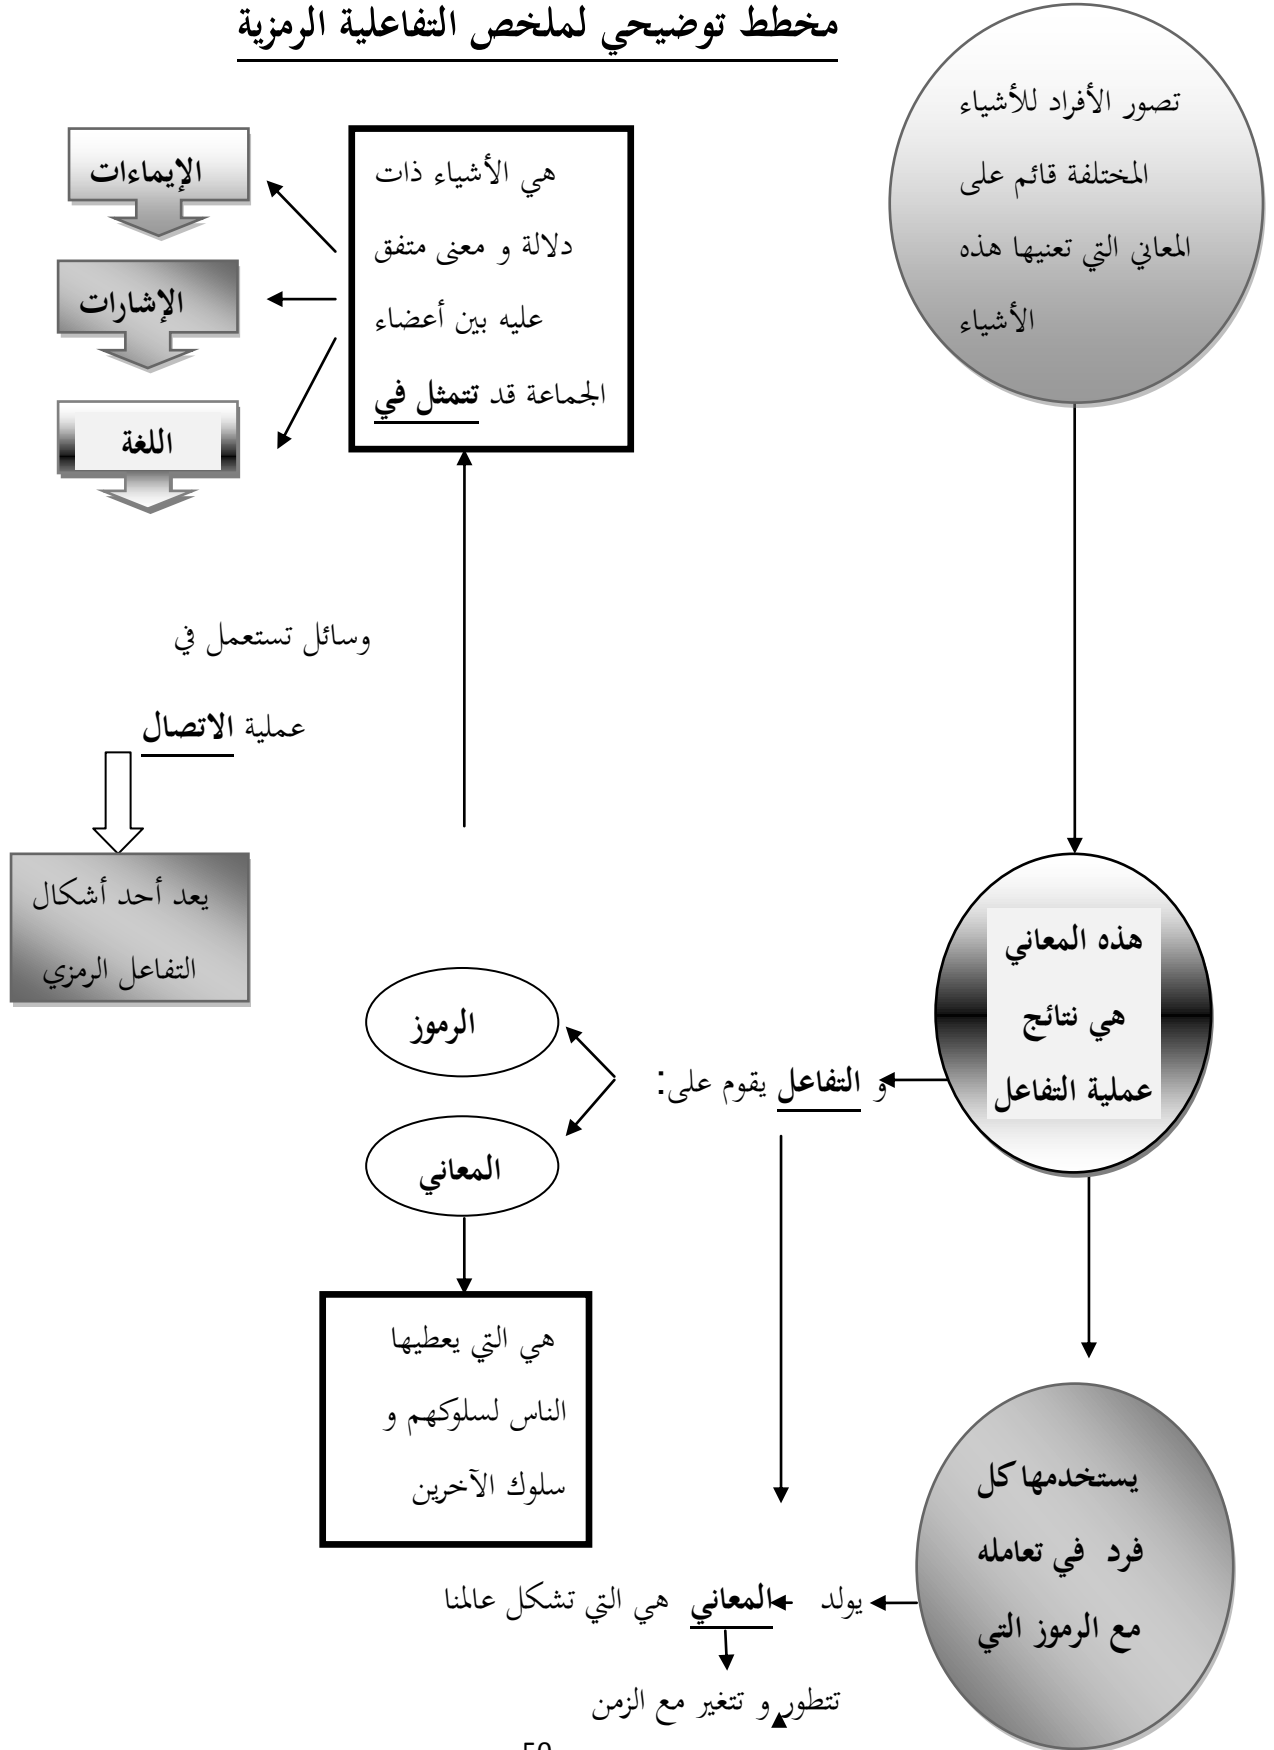 مخطط توضيحي لملخص التفاعلية الرمزية
تصور الأفراد للأشياء
المختلفة قائم على
المعاني التي تعنيها هذه
الأشياء
هي الأشياء ذات
دلالة و معنى متفق
عليه بين أعضاء
الجماعة قد تتمثل في
الإيماءات
الإشارات
اللغة
وسائل تستعمل في
عملية الاتصال
يعد أحد أشكال
التفاعل الرمزي
هذه المعاني
هي نتائج
عملية التفاعل
و التفاعل يقوم على:
الرموز
المعاني
هي التي يعطيها
الناس لسلوكهم و
سلوك الآخرين
يستخدمها كل
فرد في تعامله
مع الرموز التي
يولد المعاني هي التي تشكل عالمنا
تتطور و تتغير مع الزمن